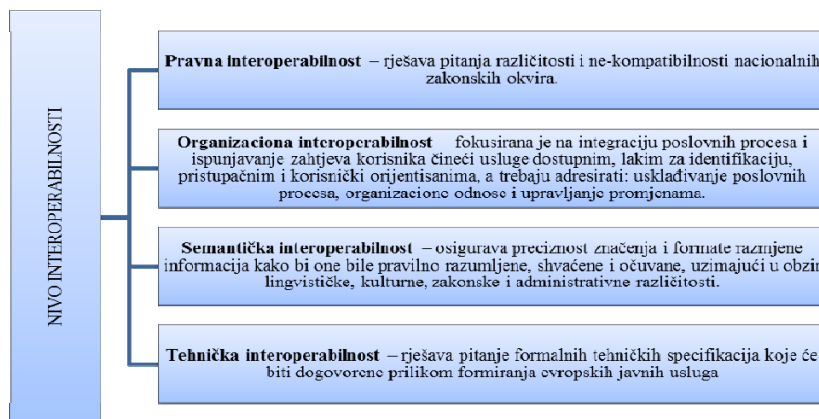 NIVO INTEROPERABILNOSTI
Pravna interoperabilnost – rješava pitanja različitosti i ne-kompatibilnosti nacionalnih
zakonskih okvira.
Organizaciona interoperabilnost – fokusirana je na integraciju poslovnih procesa i
ispunjavanje zahtjeva korisnika čineći usluge dostupnim, lakim za identifikaciju,
pristupačnim i korisnički orijentisanima, a trebaju adresirati: usklađivanje poslovnih
procesa, organizacione odnose i upravljanje promjenama.
Semantička interoperabilnost – osigurava preciznost značenja i formate razmjene
informacija kako bi one bile pravilno razumljene, shvaćene i očuvane, uzimajući u obzir
lingvističke, kulturne, zakonske i administrativne različitosti.
Tehnička interoperabilnost – rješava pitanje formalnih tehničkih specifikacija koje će
biti dogovorene prilikom formiranja evropskih javnih usluga